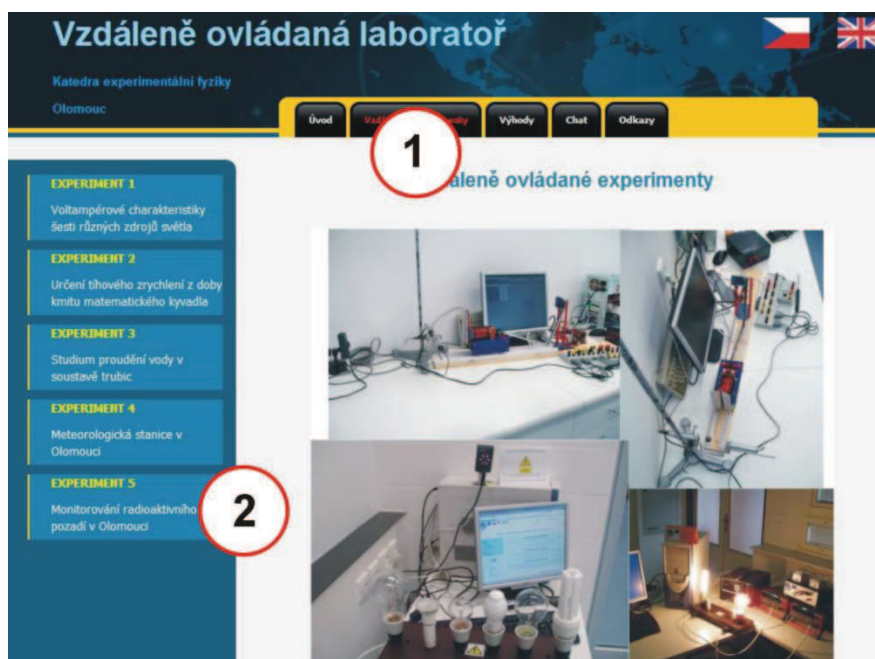 Vzdáleně ovládaná laboratoř
Katedra experimentální fyziky
Olomouc
Úvod
Výhody
Chat
Odkazy
1
ovládané experimenty
EXPERIMENT 1
Voltampérové charakteristiky
šesti různých zdrojů světla
EXPERIMENT 2
Určení tíhového zrychlení z doby
kmitu matematického kyvadla
EXPERIMENT 3
Studium proudění vody v
soustavě trubic
EXPERIMENT 4
Meteorologická stanice v
Olomouci
EXPERIMENT 5
Monitorování radioaktivního
pozadí v Olomouci
2